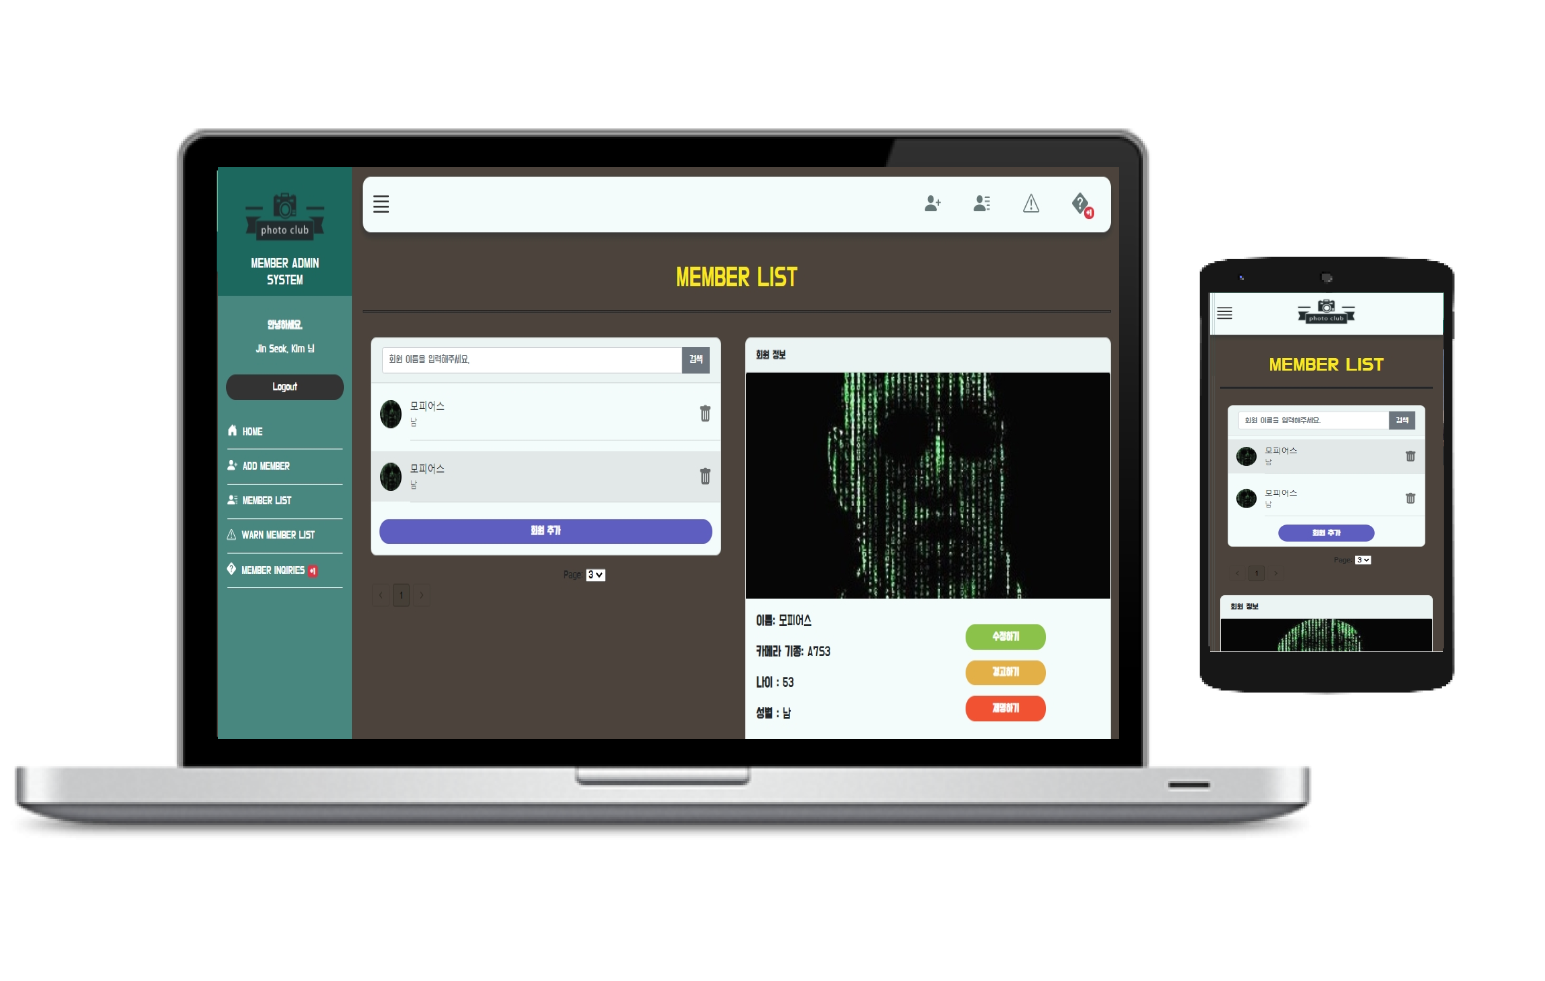 photo club
MEMBER ADMIN
SYSTEM
안녕하세요.
Jin Seok, Kim 님
Logout
HOME
ADD MEMBER
MEMBER LIST
WARN MEMBER LIST
MEMBER INQIRIES +1
+1
MEMBER LIST
회원 이름을 입력해주세요. 검색
모피어스
남
모피어스
남
회원 추가
Page: 3
< 1 >
회원 정보
이름: 모피어스
카메라 기종: A7S3
나이 : 53
성별 : 남
수정하기
경고하기
제명하기
photo club
MEMBER LIST
회원 이름을 입력해주세요. 검색
모피어스
남
모피어스
남
회원 추가
Page: 3
< 1 >
회원 정보